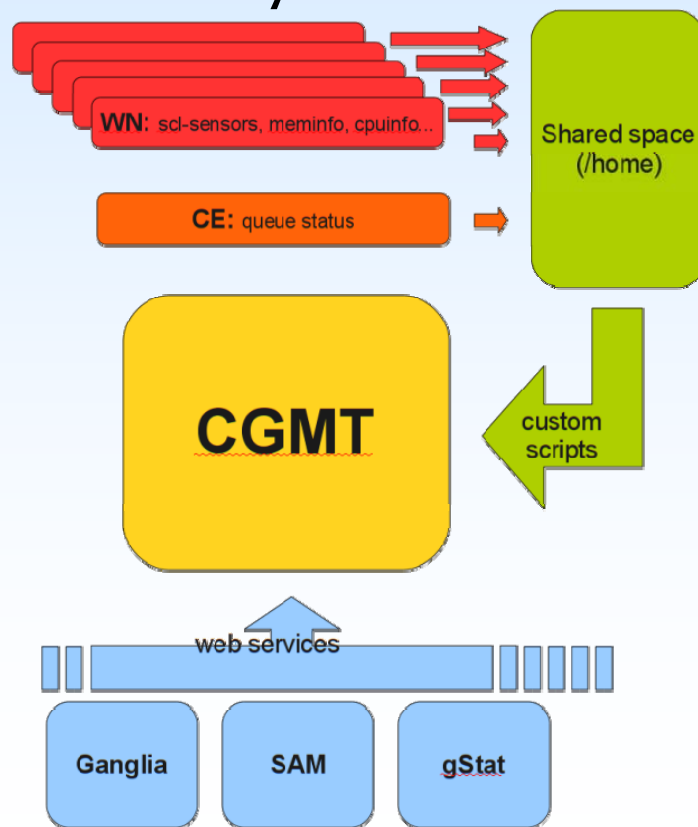 WN: scl-sensors, meminfo, cpuinfo...
Shared space
(/home)
CE: queue status
CGMT
custom
scripts
web services
Ganglia
SAM
gStat